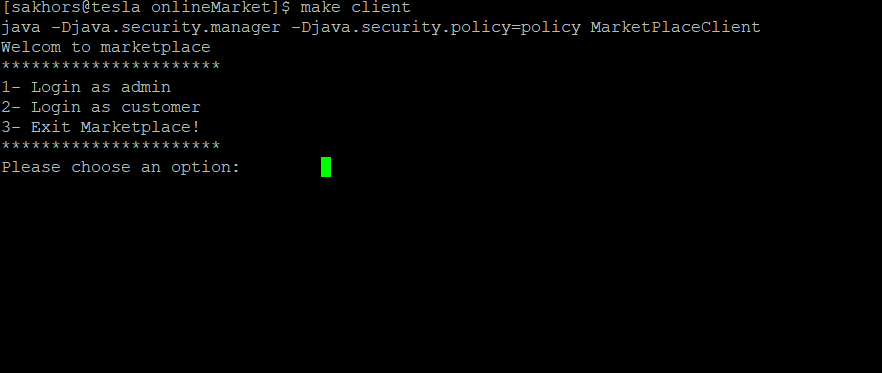 [sakhors@tesla onlineMarket]$ make client
java -Djava.security.manager -Djava.security.policy=policy MarketPlaceClient
Welcom to marketplace
**********************
1- Login as admin
2- Login as customer
3- Exit Marketplace!
**********************
Please choose an option: